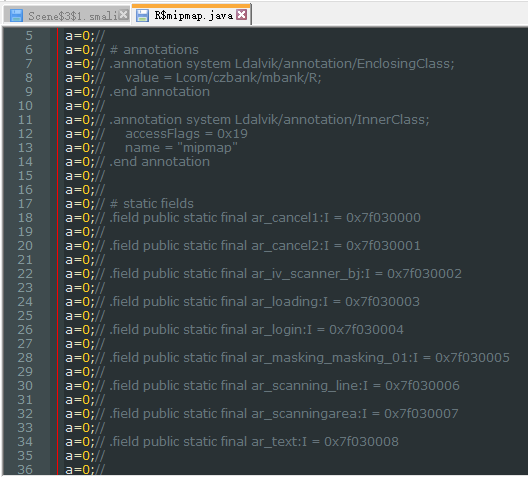 Scene$3$1.smali R$mipmap.java
5 a=0;//
6 a=0;// # annotations
7 a=0;// .annotation system Ldalvik/annotation/EnclosingClass;
8 a=0;// value = Lcom/czbank/mbank/R;
9 a=0;// .end annotation
10 a=0;//
11 a=0;// .annotation system Ldalvik/annotation/InnerClass;
12 a=0;// accessFlags = 0x19
13 a=0;// name = "mipmap"
14 a=0;// .end annotation
15 a=0;//
16 a=0;//
17 a=0;// # static fields
18 a=0;// .field public static final ar_cancel1:I = 0x7f030000
19 a=0;//
20 a=0;// .field public static final ar_cancel2:I = 0x7f030001
21 a=0;//
22 a=0;// .field public static final ar_iv_scanner_bj:I = 0x7f030002
23 a=0;//
24 a=0;// .field public static final ar_loading:I = 0x7f030003
25 a=0;//
26 a=0;// .field public static final ar_login:I = 0x7f030004
27 a=0;//
28 a=0;// .field public static final ar_masking_masking_01:I = 0x7f030005
29 a=0;//
30 a=0;// .field public static final ar_scanning_line:I = 0x7f030006
31 a=0;//
32 a=0;// .field public static final ar_scanningarea:I = 0x7f030007
33 a=0;//
34 a=0;// .field public static final ar_text:I = 0x7f030008
35 a=0;//
36 a=0;//